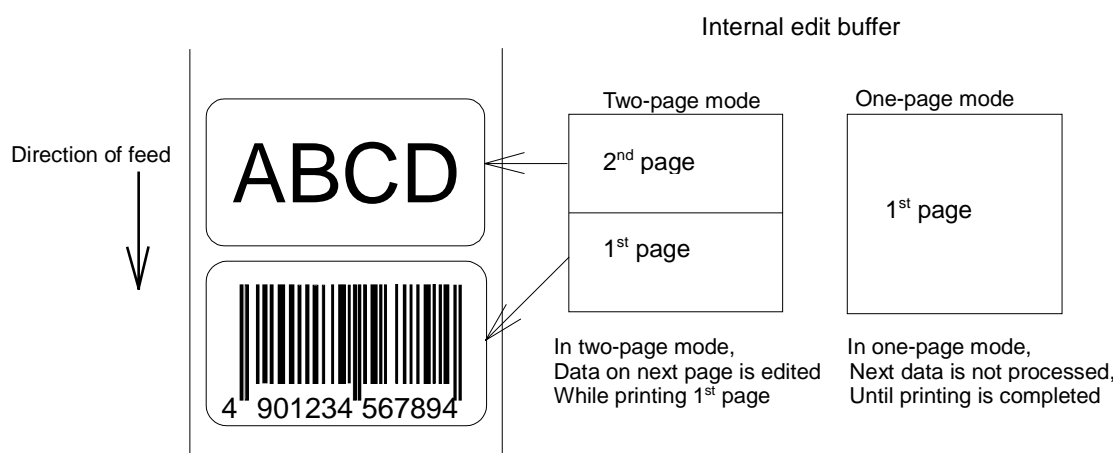 Internal edit buffer
Two-page mode
One-page mode
Direction of feed
ABCD
2nd page
1st page
1st page
4 901234 567894
In two-page mode,
Data on next page is edited
While printing 1st page
In one-page mode,
Next data is not processed,
Until printing is completed